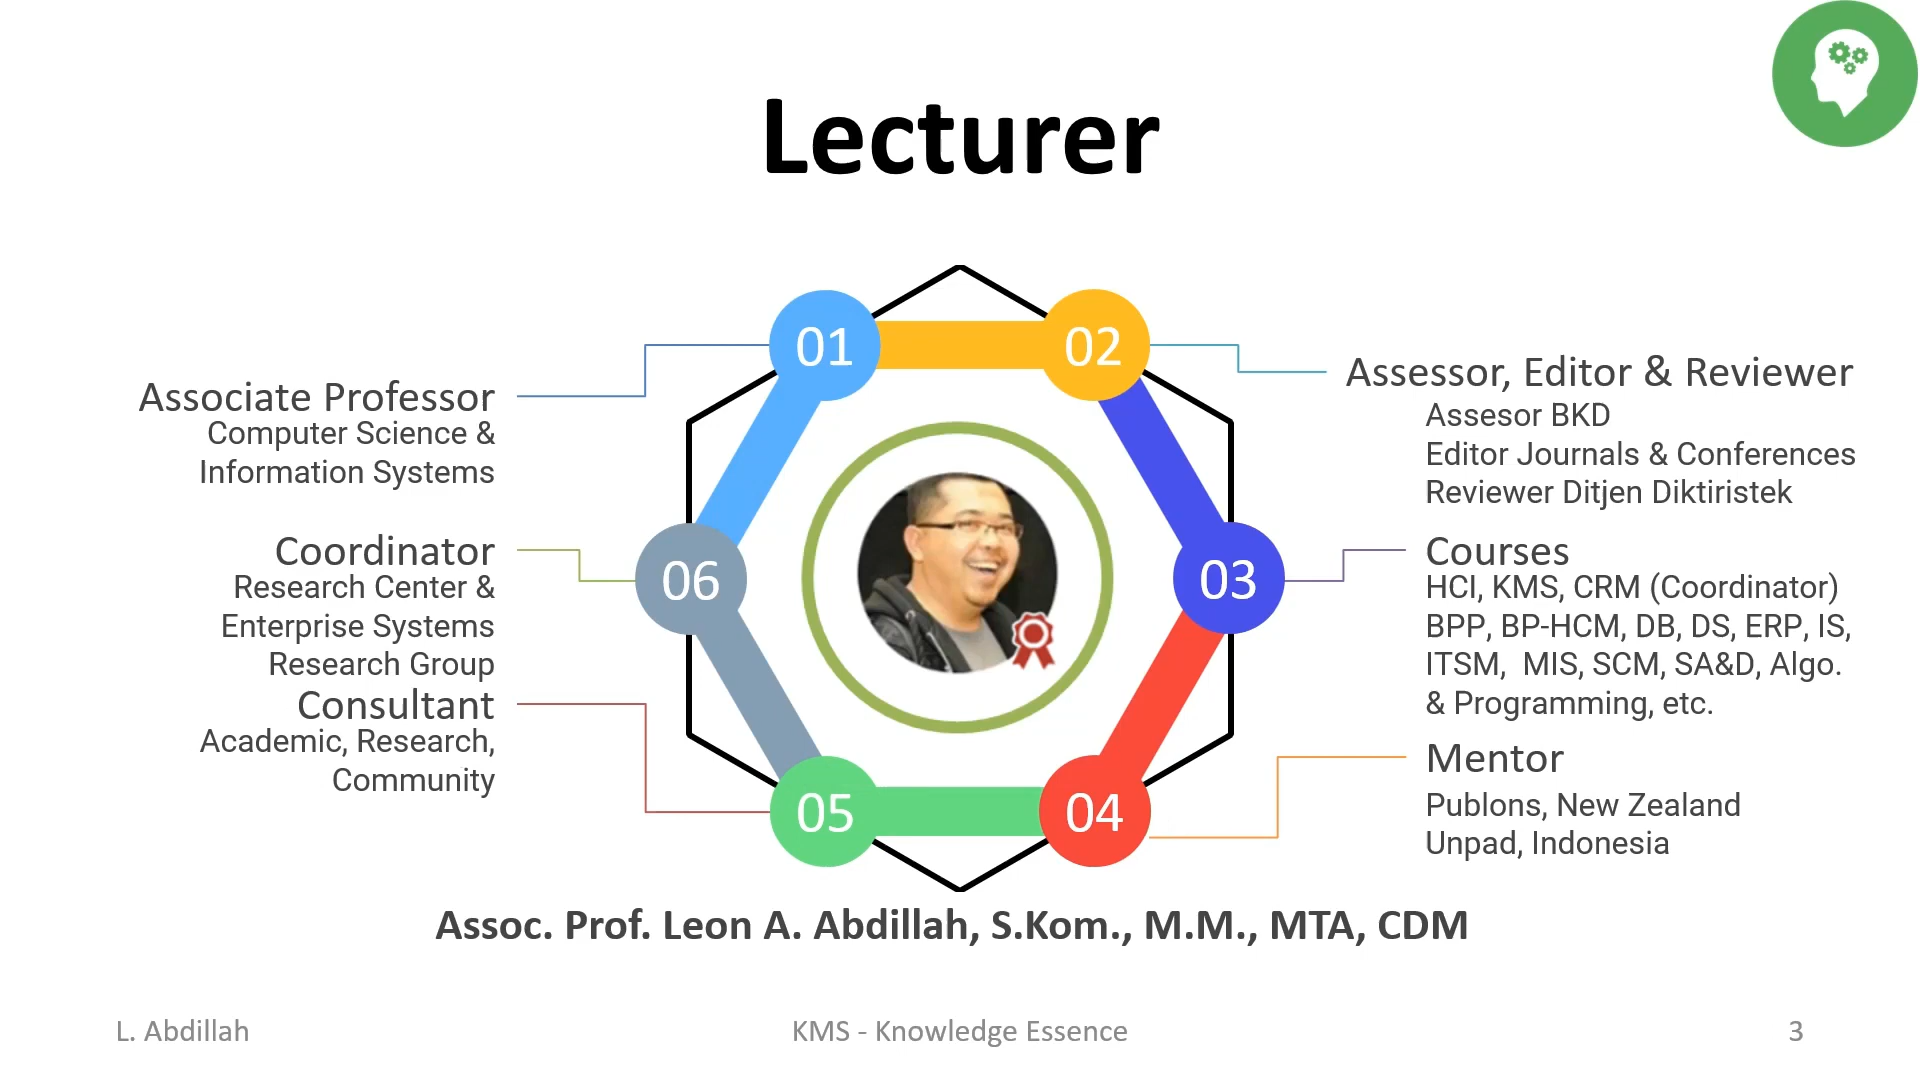 Lecturer
01
Associate Professor
Computer Science &
Information Systems
02
Assessor, Editor & Reviewer
Assesor BKD
Editor Journals & Conferences
Reviewer Ditjen Diktiristek
03
Courses
HCI, KMS, CRM (Coordinator)
BPP, BP-HCM, DB, DS, ERP, IS,
ITSM, MIS, SCM, SA&D, Algo.
& Programming, etc.
04
Mentor
Publons, New Zealand
Unpad, Indonesia
05
Consultant
Academic, Research,
Community
06
Coordinator
Research Center &
Enterprise Systems
Research Group
Assoc. Prof. Leon A. Abdillah, S.Kom., M.M., MTA, CDM
L. Abdillah
KMS - Knowledge Essence
3